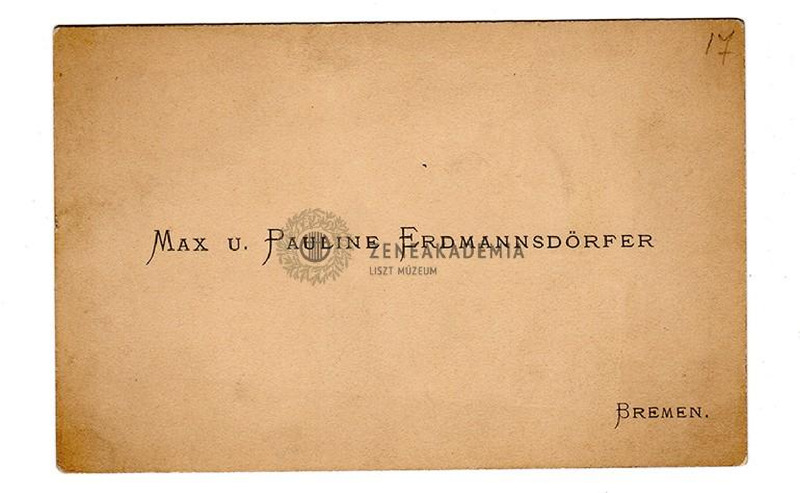 17
MAX U. PAULINE ERDMANNSDÖRFER
ZENEAKADÉMIA
LISZT MÚZEUM
BREMEN.